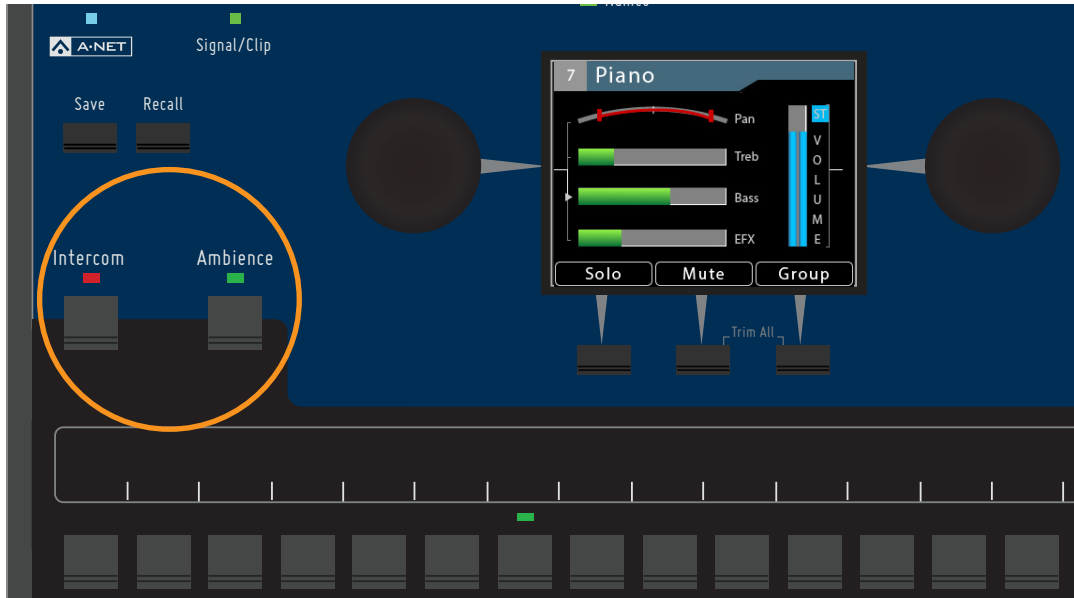 A·NET
Signal/Clip
Save
Recall
7 Piano
Pan
ST
VOLUME
Treb
Bass
EFX
Solo
Mute
Group
Intercom
Ambience
Trim All